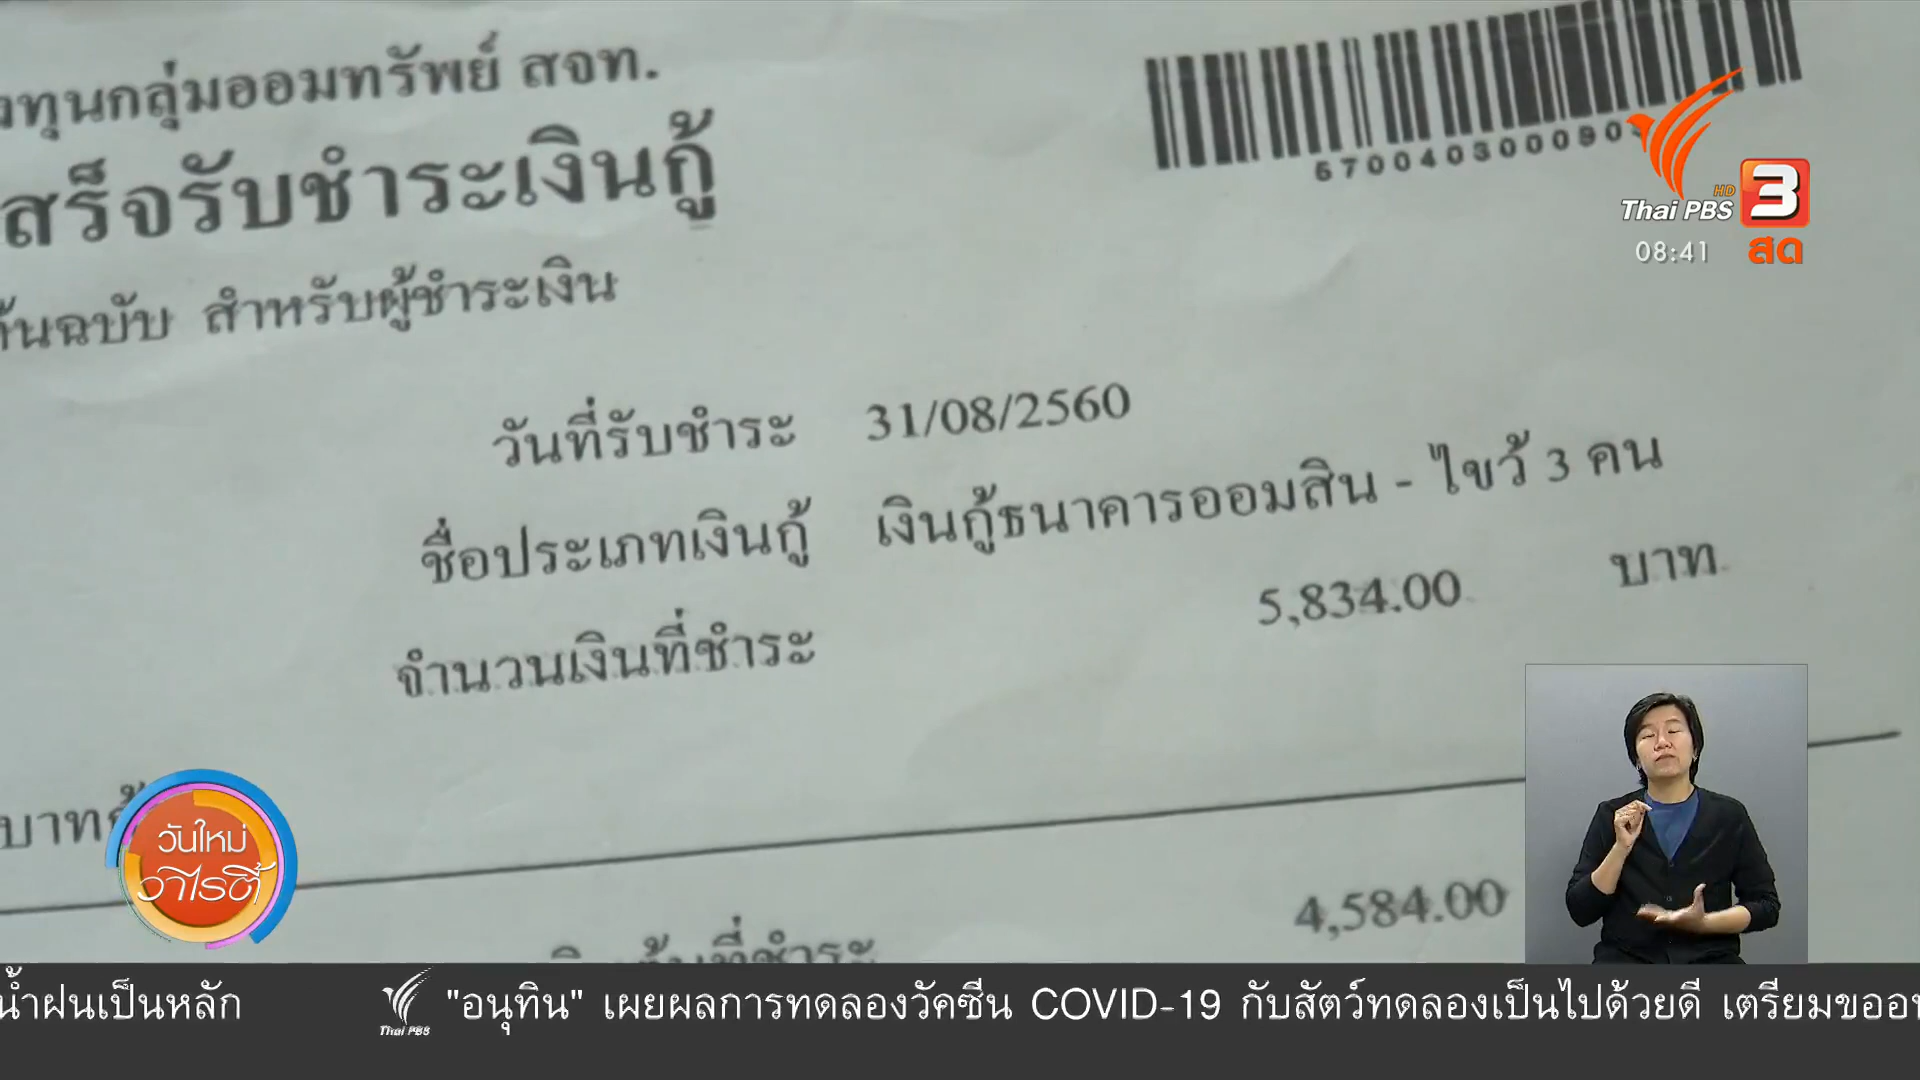 งทุนกลุ่มออมทรัพย์ สจท.
สร็จรับชำระเงินกู้
ต้นฉบับ สำหรับผู้ชำระเงิน
Thai PBS HD 3
08:41 สด
วันที่รับชำระ 31/08/2560
ชื่อประเภทเงินกู้ เงินกู้ธนาคารออมสิน - ไขว้ 3 คน
จำนวนเงินที่ชำระ 5,834.00 บาท
บาท
วันใหม่
วาไรตี้
ต้นที่ชำระ 4,584.00
น้ำฝนเป็นหลัก Thai PBS "อนุทิน" เผยผลการทดลองวัคซีน COVID-19 กับสัตว์ทดลองเป็นไปด้วยดี เตรียมขออน